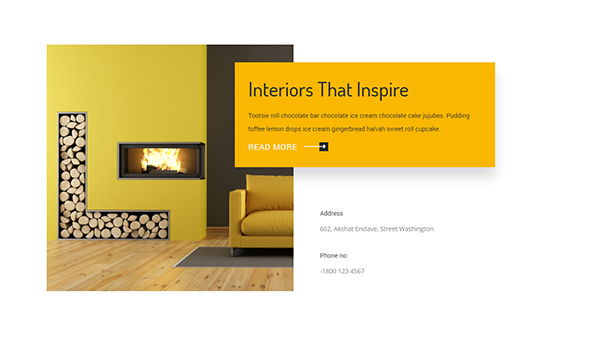 Interiors That Inspire
Tootsie roll chocolate bar chocolate ice cream chocolate cake jujubes. Pudding
toffee lemon drops ice cream gingerbread halvah sweet roll cupcake.
READ MORE
Address
602, Akshat Enclave, Street Washington
Phone no:
-1800 123 4567